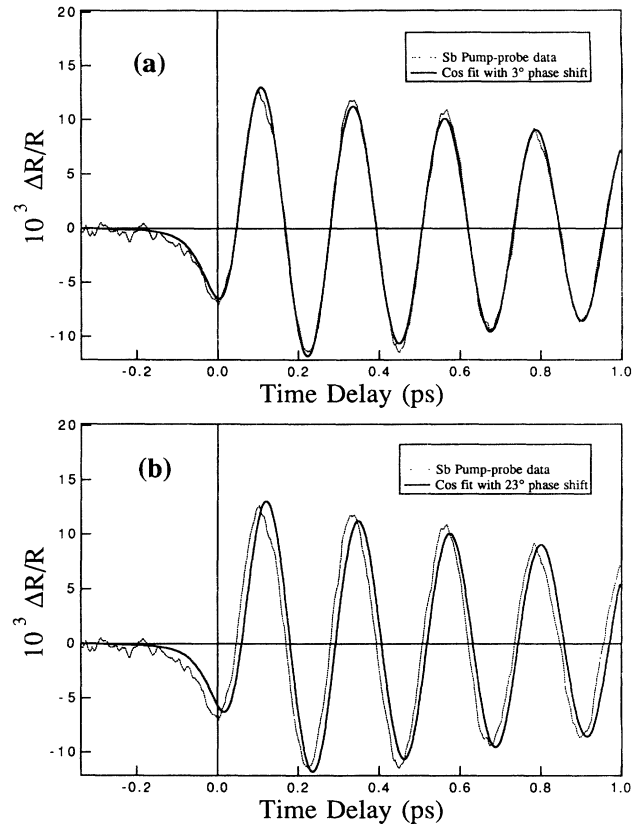 20
15
10
5
0
-5
-10
10³ ΔR/R
(a)
Sb Pump-probe data
Cos fit with 3° phase shift
-0.2 0.0 0.2 0.4 0.6 0.8 1.0
Time Delay (ps)
20
15
10
5
0
-5
-10
10³ ΔR/R
(b)
Sb Pump-probe data
Cos fit with 23° phase shift
-0.2 0.0 0.2 0.4 0.6 0.8 1.0
Time Delay (ps)